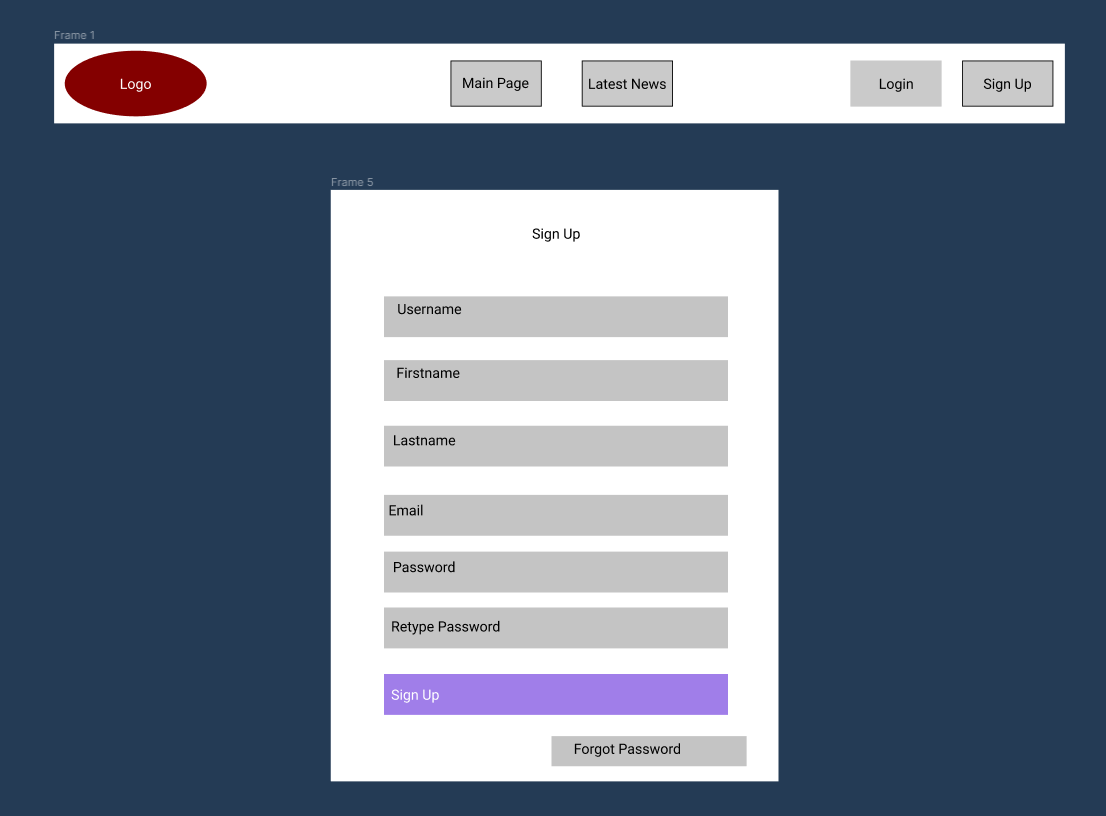 Frame 1
Logo
Main Page
Latest News
Login
Sign Up
Frame 5
Sign Up
Username
Firstname
Lastname
Email
Password
Retype Password
Sign Up
Forgot Password